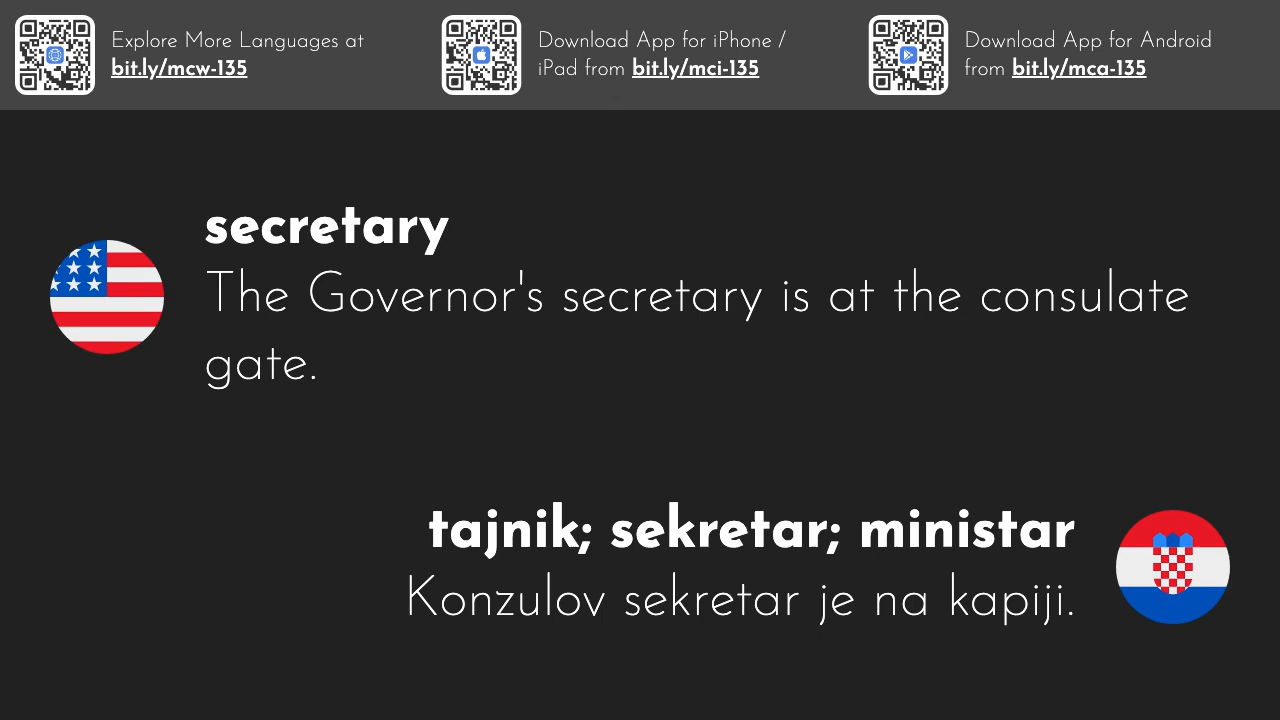 Explore More Languages at
bit.ly/mcw-135
Download App for iPhone /
iPad from bit.ly/mci-135
Download App for Android
from bit.ly/mca-135
secretary
The Governor's secretary is at the consulate
gate.
tajnik; sekretar; ministar
Konzulov sekretar je na kapiji.